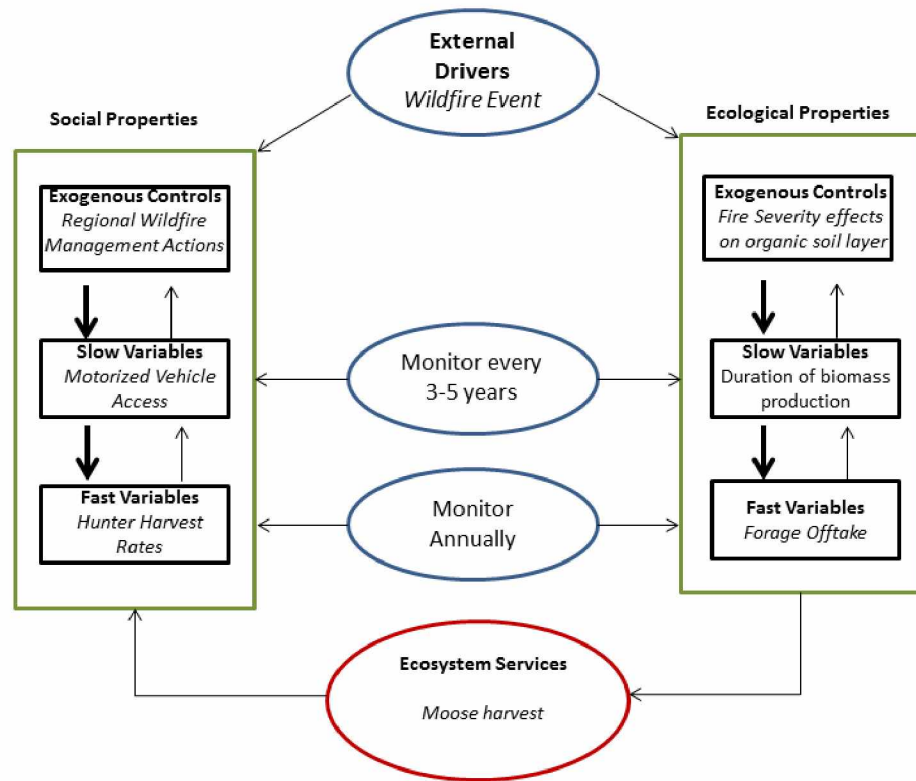 External
Drivers
Wildfire Event
Social Properties
Exogenous Controls
Regional Wildfire
Management Actions
Slow Variables
Motorized Vehicle
Access
Fast Variables
Hunter Harvest
Rates
Monitor every
3-5 years
Monitor
Annually
Ecological Properties
Exogenous Controls
Fire Severity effects
on organic soil layer
Slow Variables
Duration of biomass
production
Fast Variables
Forage Offtake
Ecosystem Services
Moose harvest